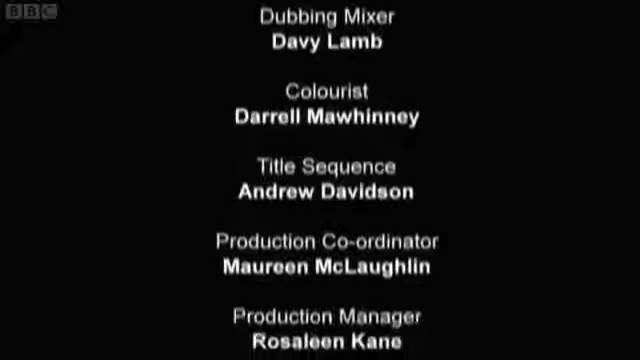 BBC
Dubbing Mixer
Davy Lamb
Colourist
Darrell Mawhinney
Title Sequence
Andrew Davidson
Production Co-ordinator
Maureen McLaughlin
Production Manager
Rosaleen Kane